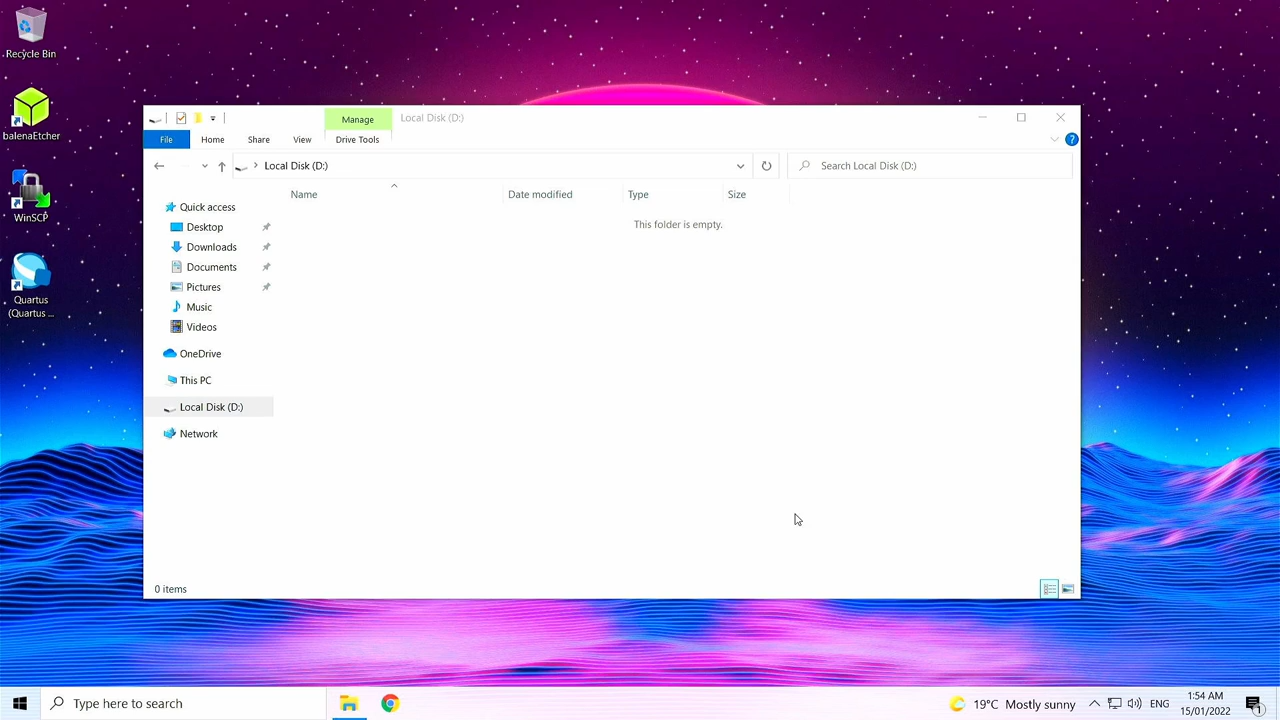 Recycle Bin
balenaEtcher
WinSCP
Quartus
(Quartus ...
Manage
Local Disk (D:)
File
Home
Share
View
Drive Tools
Local Disk (D:)
Search Local Disk (D:)
Name
Date modified
Type
Size
This folder is empty.
Quick access
Desktop
Downloads
Documents
Pictures
Music
Videos
OneDrive
This PC
Local Disk (D:)
Network
0 items
Type here to search
19°C Mostly sunny
ENG
1:54 AM
15/01/2022
1